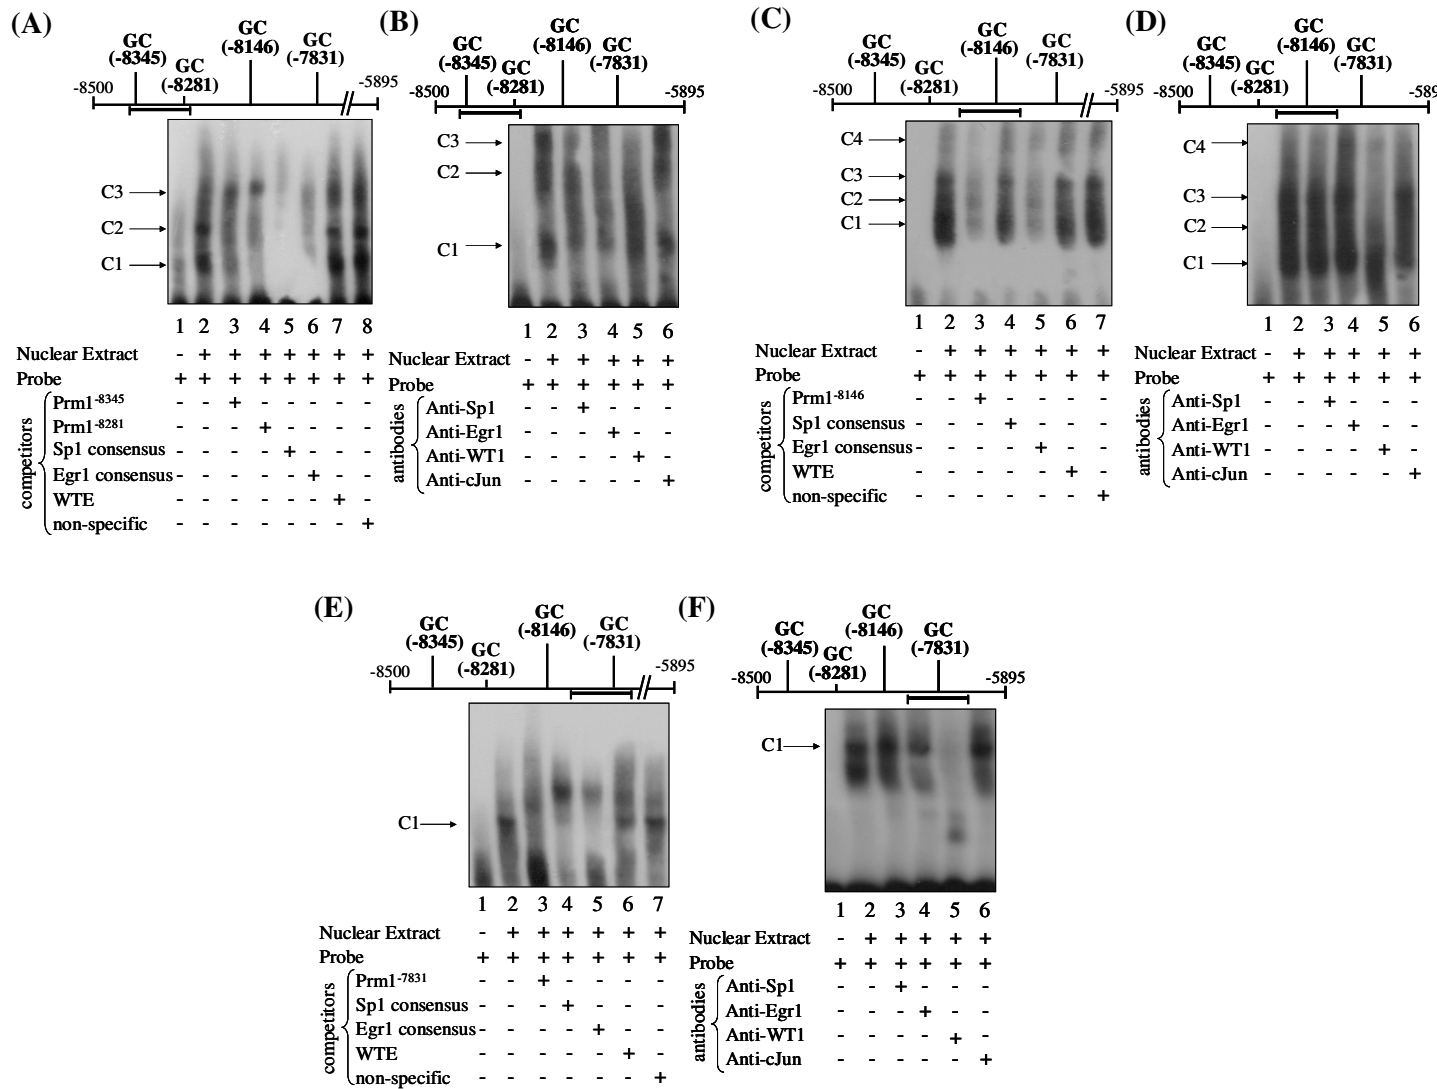 (A)
GC
(-8345)
GC
(-8281)
GC
(-8146)
GC
(-7831)
-8500
-5895
C3
C2
C1
1 2 3 4 5 6 7 8
Nuclear Extract - + + + + + + +
Probe + + + + + + + +
competitors
Prm1-8345 - - + - - - - -
Prm1-8281 - - - + - - - -
Sp1 consensus - - - - + - - -
Egr1 consensus - - - - - + - -
WTE - - - - - - + -
non-specific - - - - - - - +
(B)
GC
(-8345)
GC
(-8281)
GC
(-8146)
GC
(-7831)
-8500
-5895
C3
C2
C1
1 2 3 4 5 6
Nuclear Extract - + + + + +
Probe + + + + + +
antibodies
Anti-Sp1 - - + - - -
Anti-Egr1 - - - + - -
Anti-WT1 - - - - + -
Anti-cJun - - - - - +
(C)
GC
(-8345)
GC
(-8281)
GC
(-8146)
GC
(-7831)
-8500
-5895
C4
C3
C2
C1
1 2 3 4 5 6 7
Nuclear Extract - + + + + + +
Probe + + + + + + +
competitors
Prm1-8146 - - + - - - -
Sp1 consensus - - - + - - -
Egr1 consensus - - - - + - -
WTE - - - - - + -
non-specific - - - - - - +
(D)
GC
(-8345)
GC
(-8281)
GC
(-8146)
GC
(-7831)
-8500
-589
C4
C3
C2
C1
1 2 3 4 5 6
Nuclear Extract - + + + + +
Probe + + + + + +
antibodies
Anti-Sp1 - - + - - -
Anti-Egr1 - - - + - -
Anti-WT1 - - - - + -
Anti-cJun - - - - - +
(E)
GC
(-8345)
GC
(-8281)
GC
(-8146)
GC
(-7831)
-8500
-5895
C1
1 2 3 4 5 6 7
Nuclear Extract - + + + + + +
Probe + + + + + + +
competitors
Prm1-7831 - - + - - - -
Sp1 consensus - - - + - - -
Egr1 consensus - - - - + - -
WTE - - - - - + -
non-specific - - - - - - +
(F)
GC
(-8345)
GC
(-8281)
GC
(-8146)
GC
(-7831)
-8500
-5895
C1
1 2 3 4 5 6
Nuclear Extract - + + + + +
Probe + + + + + +
antibodies
Anti-Sp1 - - + - - -
Anti-Egr1 - - - + - -
Anti-WT1 - - - - + -
Anti-cJun - - - - - +